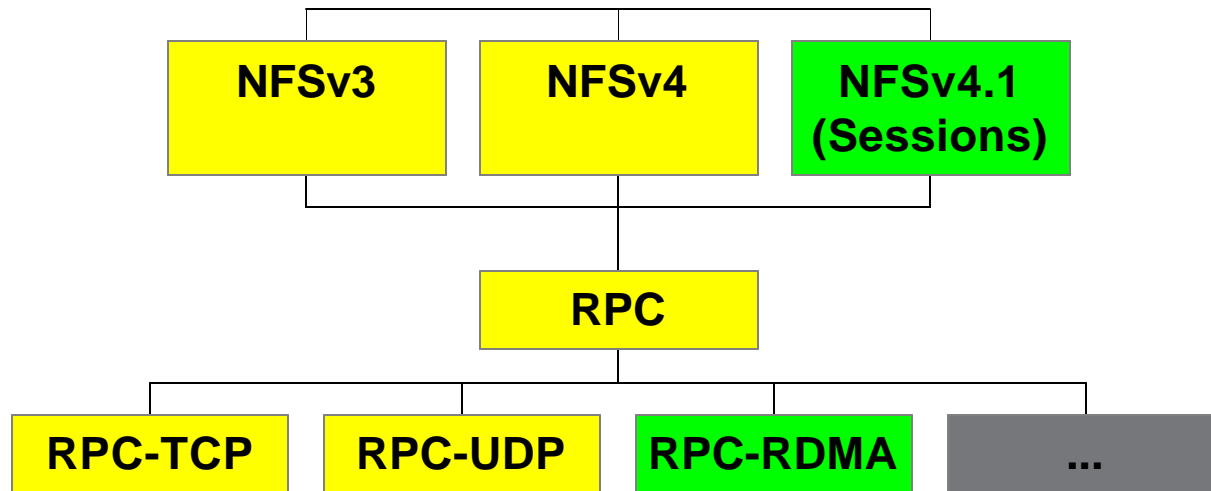 NFSv3
NFSv4
NFSv4.1
(Sessions)
RPC
RPC-TCP
RPC-UDP
RPC-RDMA
...